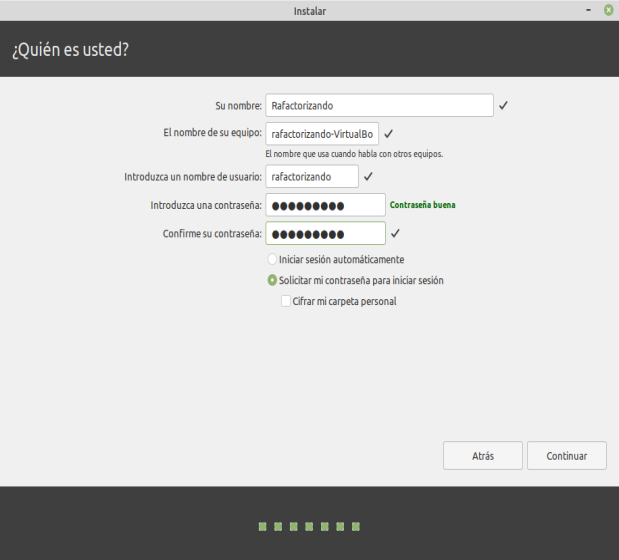 Instalar
¿Quién es usted?
Su nombre: Rafactorizando
El nombre de su equipo: rafactorizando-VirtualBo
El nombre que usa cuando habla con otros equipos.
Introduzca un nombre de usuario: rafactorizando
Introduzca una contraseña: ●●●●●●●●● Contraseña buena
Confirme su contraseña: ●●●●●●●●●
Iniciar sesión automáticamente
Solicitar mi contraseña para iniciar sesión
Cifrar mi carpeta personal
Atrás Continuar